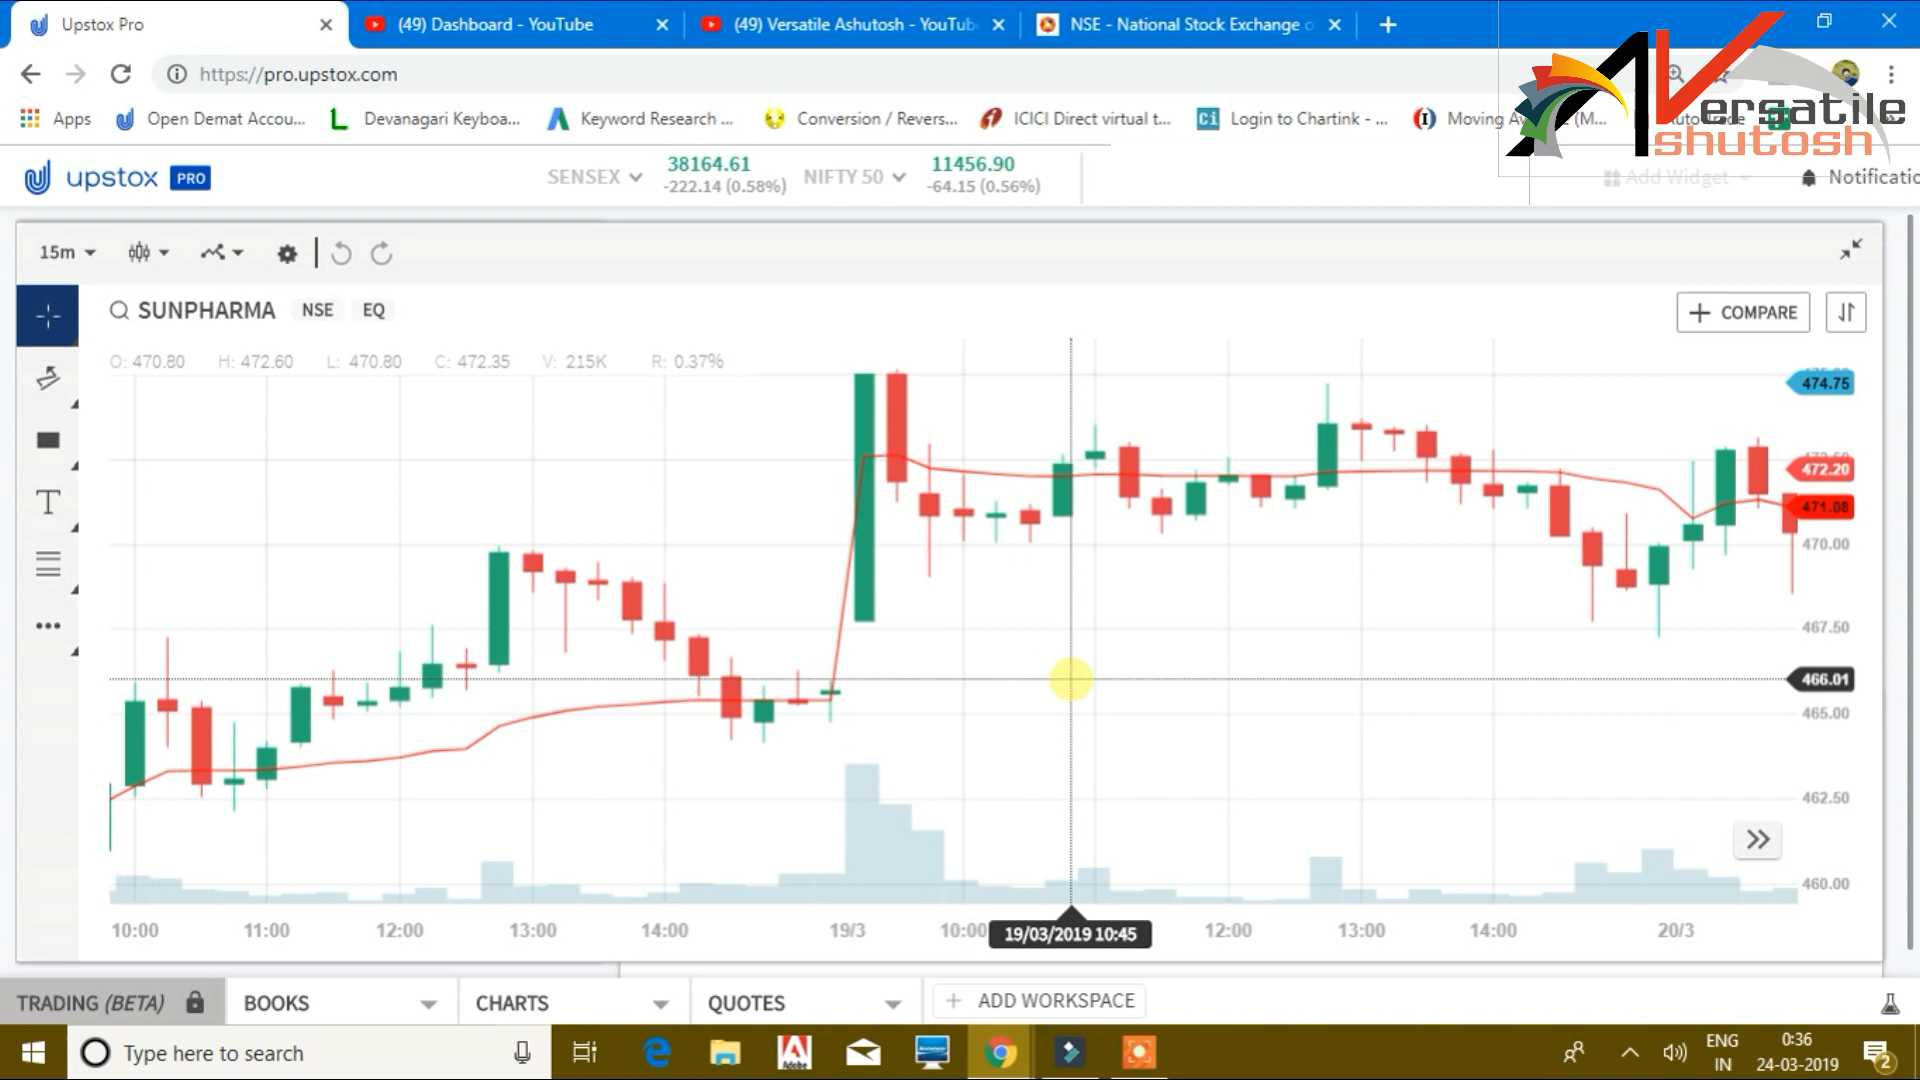 Upstox Pro
(49) Dashboard - YouTube
(49) Versatile Ashutosh - YouTub
NSE - National Stock Exchange o
https://pro.upstox.com
Apps
Open Demat Accou...
Devanagari Keyboa...
Keyword Research ...
Conversion / Revers...
ICICI Direct virtual t...
Login to Chartink - ...
Versatile
Ashutosh
upstox PRO
SENSEX
38164.61
-222.14 (0.58%)
NIFTY 50
11456.90
-64.15 (0.56%)
Add Widget
Notificatio
15m
SUNPHARMA NSE EQ
COMPARE
O: 470.80 H: 472.60 L: 470.80 C: 472.35 V: 215K R: 0.37%
474.75
472.20
471.08
470.00
467.50
466.01
465.00
462.50
460.00
10:00 11:00 12:00 13:00 14:00 19/3 10:00 19/03/2019 10:45 12:00 13:00 14:00 20/3
TRADING (BETA)
BOOKS
CHARTS
QUOTES
ADD WORKSPACE
Type here to search
Adobe
ENG
IN
0:36
24-03-2019
2